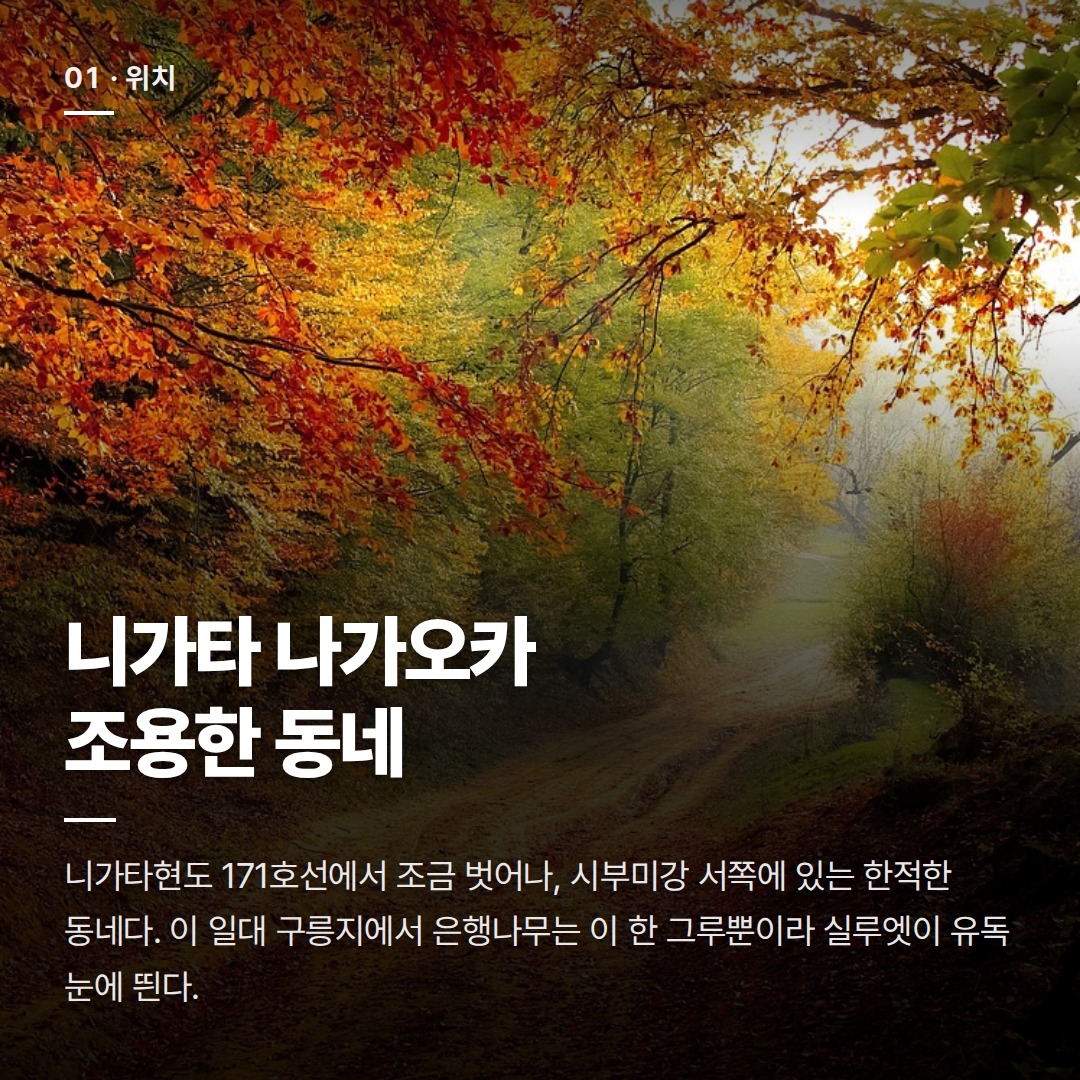 01 · 위치
니가타 나가오카
조용한 동네
니가타현도 171호선에서 조금 벗어나, 시부미강 서쪽에 있는 한적한
동네다. 이 일대 구릉지에서 은행나무는 이 한 그루뿐이라 실루엣이 유독
눈에 띈다.